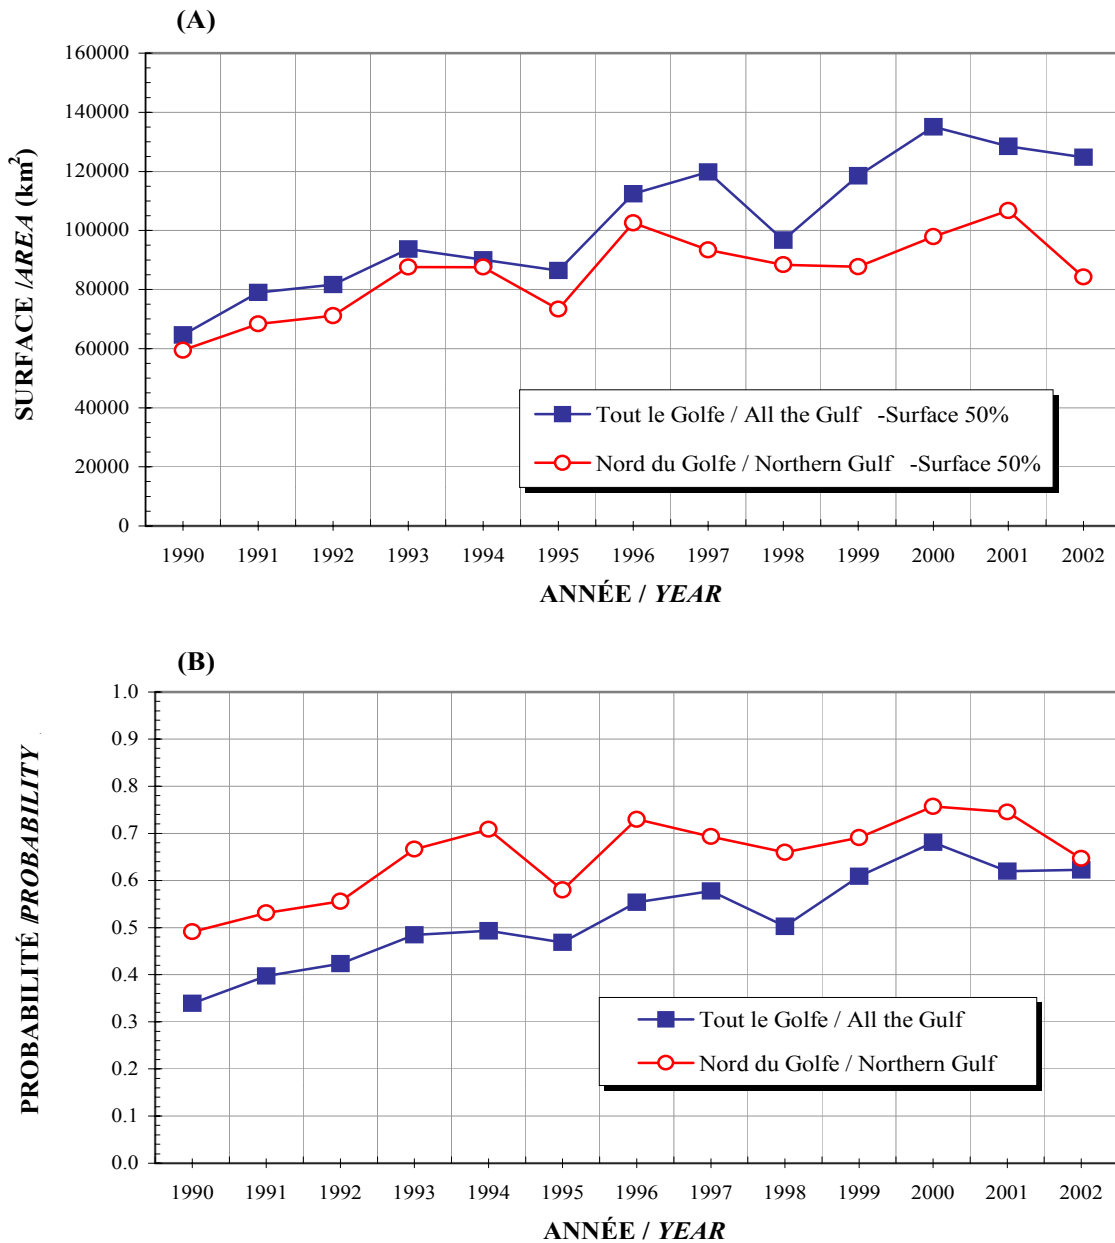 (A)
SURFACE /AREA (km²)
160000
140000
120000
100000
80000
60000
40000
20000
0
Tout le Golfe / All the Gulf -Surface 50%
Nord du Golfe / Northern Gulf -Surface 50%
1990 1991 1992 1993 1994 1995 1996 1997 1998 1999 2000 2001 2002
ANNÉE / YEAR
(B)
PROBABILITÉ /PROBABILITY
1.0
0.9
0.8
0.7
0.6
0.5
0.4
0.3
0.2
0.1
0.0
Tout le Golfe / All the Gulf
Nord du Golfe / Northern Gulf
1990 1991 1992 1993 1994 1995 1996 1997 1998 1999 2000 2001 2002
ANNÉE / YEAR